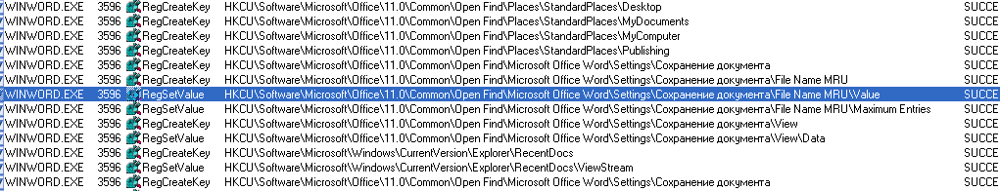 WINWORD.EXE 3596 RegCreateKey HKCU\Software\Microsoft\Office\11.0\Common\Open Find\Places\StandardPlaces\Desktop SUCCE
WINWORD.EXE 3596 RegCreateKey HKCU\Software\Microsoft\Office\11.0\Common\Open Find\Places\StandardPlaces\MyDocuments SUCCE
WINWORD.EXE 3596 RegCreateKey HKCU\Software\Microsoft\Office\11.0\Common\Open Find\Places\StandardPlaces\MyComputer SUCCE
WINWORD.EXE 3596 RegCreateKey HKCU\Software\Microsoft\Office\11.0\Common\Open Find\Places\StandardPlaces\Publishing SUCCE
WINWORD.EXE 3596 RegCreateKey HKCU\Software\Microsoft\Office\11.0\Common\Open Find\Microsoft Office Word\Settings\Сохранение документа SUCCE
WINWORD.EXE 3596 RegCreateKey HKCU\Software\Microsoft\Office\11.0\Common\Open Find\Microsoft Office Word\Settings\Сохранение документа\File Name MRU SUCCE
WINWORD.EXE 3596 RegSetValue HKCU\Software\Microsoft\Office\11.0\Common\Open Find\Microsoft Office Word\Settings\Сохранение документа\File Name MRU\Value SUCCE
WINWORD.EXE 3596 RegSetValue HKCU\Software\Microsoft\Office\11.0\Common\Open Find\Microsoft Office Word\Settings\Сохранение документа\File Name MRU\Maximum Entries SUCCE
WINWORD.EXE 3596 RegCreateKey HKCU\Software\Microsoft\Office\11.0\Common\Open Find\Microsoft Office Word\Settings\Сохранение документа\View SUCCE
WINWORD.EXE 3596 RegSetValue HKCU\Software\Microsoft\Office\11.0\Common\Open Find\Microsoft Office Word\Settings\Сохранение документа\View\Data SUCCE
WINWORD.EXE 3596 RegCreateKey HKCU\Software\Microsoft\Windows\CurrentVersion\Explorer\RecentDocs SUCCE
WINWORD.EXE 3596 RegSetValue HKCU\Software\Microsoft\Windows\CurrentVersion\Explorer\RecentDocs\ViewStream SUCCE
WINWORD.EXE 3596 RegCreateKey HKCU\Software\Microsoft\Office\11.0\Common\Open Find\Microsoft Office Word\Settings\Сохранение документа SUCCE